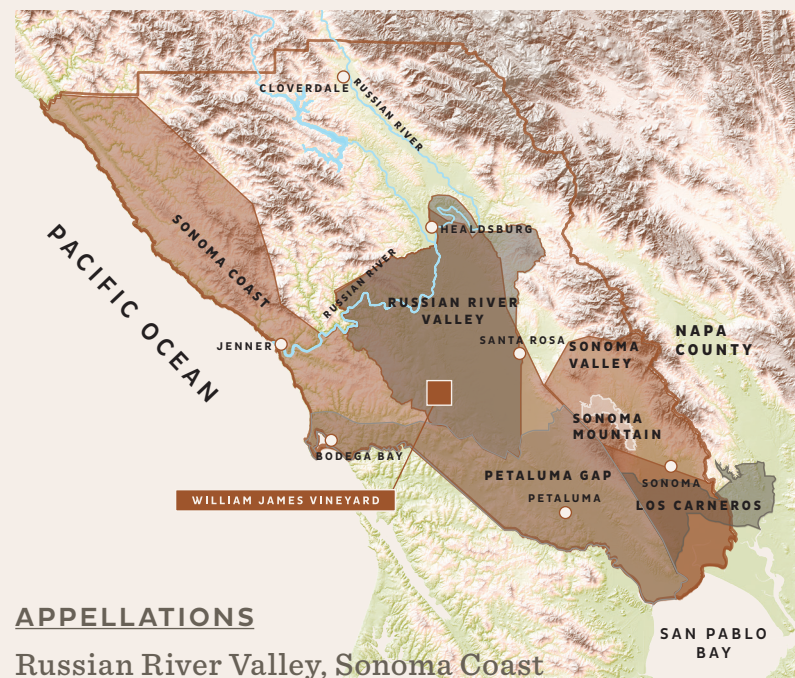 CLOVERDALE
RUSSIAN RIVER
SONOMA COAST
PACIFIC OCEAN
HEALDSBURG
RUSSIAN RIVER
RUSSIAN RIVER
VALLEY
JENNER
SANTA ROSA
SONOMA
VALLEY
NAPA
COUNTY
SONOMA
MOUNTAIN
BODEGA BAY
PETALUMA GAP
SONOMA
WILLIAM JAMES VINEYARD
PETALUMA
LOS CARNEROS
APPELLATIONS
SAN PABLO
BAY
Russian River Valley, Sonoma Coast